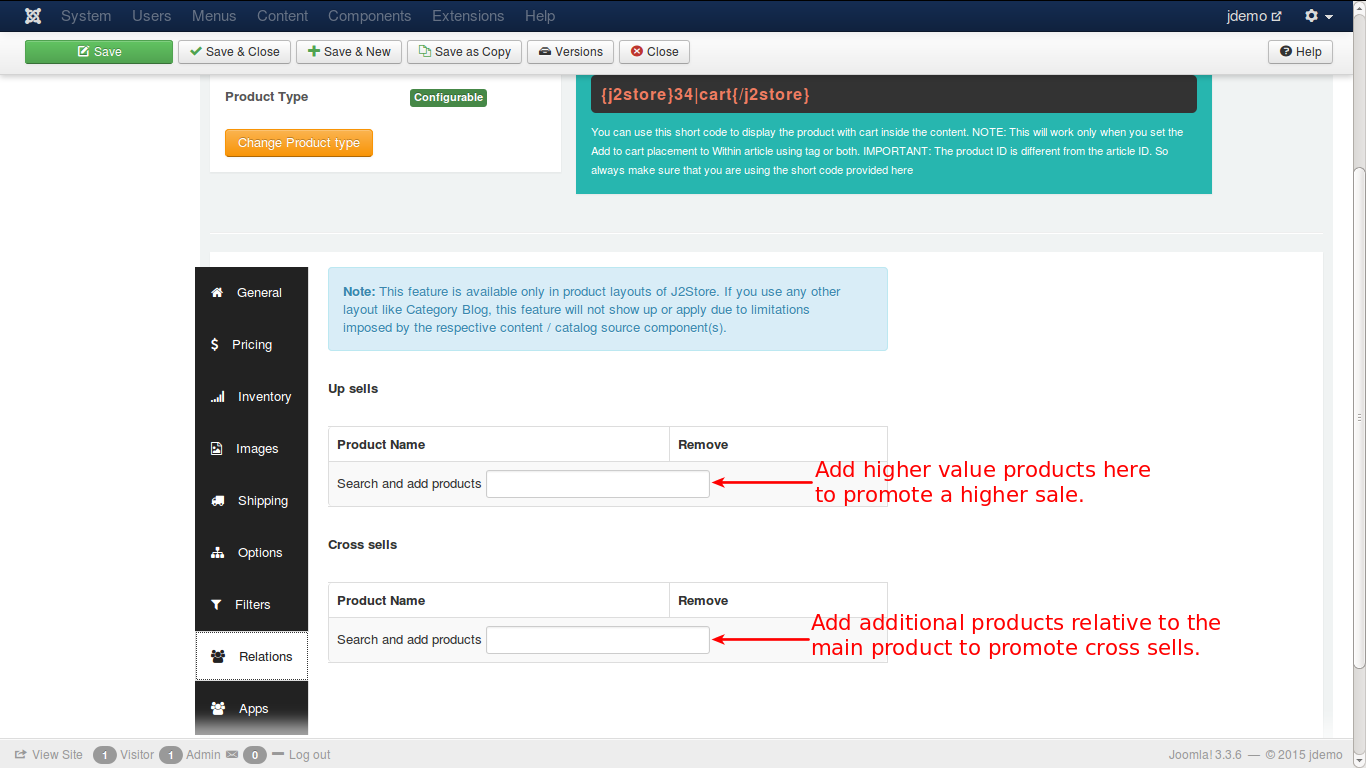 System Users Menus Content Components Extensions Help jdemo
Save Save & Close Save & New Save as Copy Versions Close Help
Product Type Configurable
Change Product type
{j2store}34|cart{/j2store}
You can use this short code to display the product with cart inside the content. NOTE: This will work only when you set the
Add to cart placement to Within article using tag or both. IMPORTANT: The product ID is different from the article ID. So
always make sure that you are using the short code provided here
General
Pricing
Inventory
Images
Shipping
Options
Filters
Relations
Apps
Note: This feature is available only in product layouts of J2Store. If you use any other
layout like Category Blog, this feature will not show up or apply due to limitations
imposed by the respective content / catalog source component(s).
Up sells
Product Name Remove
Search and add products
Add higher value products here
to promote a higher sale.
Cross sells
Product Name Remove
Search and add products
Add additional products relative to the
main product to promote cross sells.
View Site 1 Visitor 1 Admin 0 Log out Joomla! 3.3.6 — © 2015 jdemo